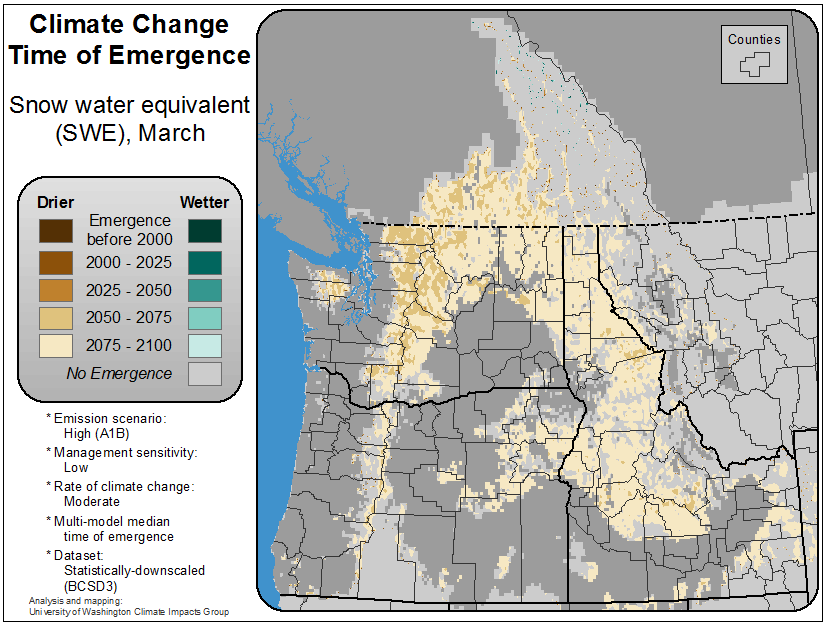 Climate Change
Time of Emergence
Snow water equivalent
(SWE), March
Drier
Wetter
Emergence
before 2000
2000 - 2025
2025 - 2050
2050 - 2075
2075 - 2100
No Emergence
* Emission scenario:
High (A1B)
* Management sensitivity:
Low
* Rate of climate change:
Moderate
* Multi-model median
time of emergence
* Dataset:
Statistically-downscaled
(BCSD3)
Analysis and mapping:
University of Washington Climate Impacts Group
Counties